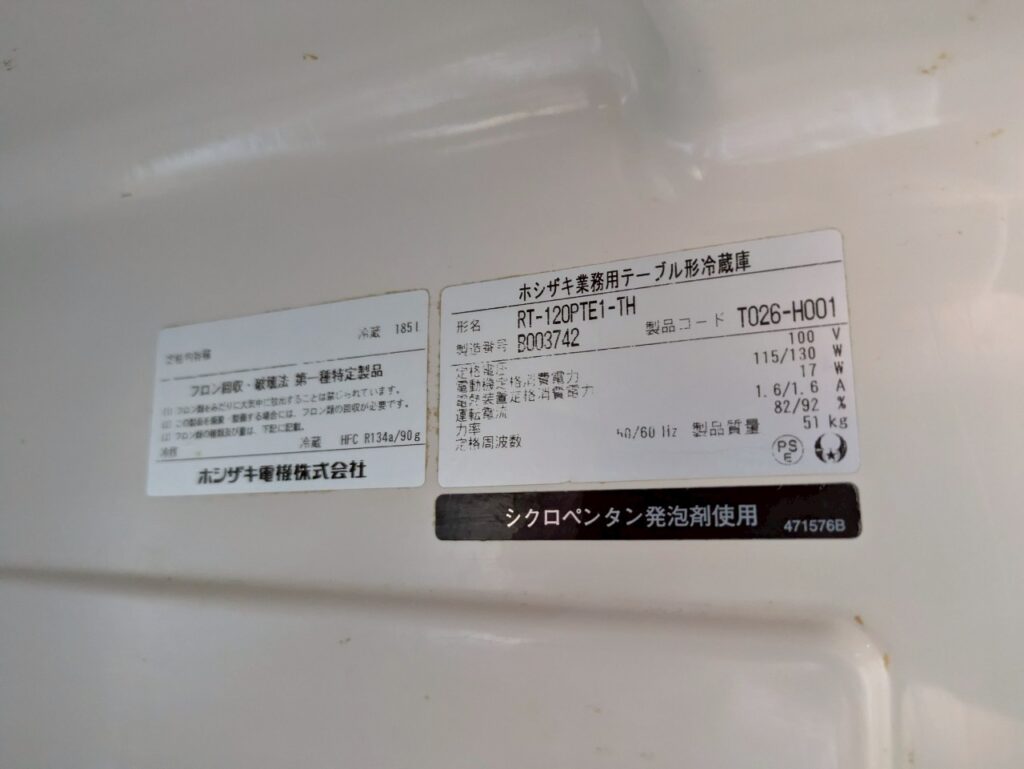 定格内容積 冷蔵 185l
フロン回収・破壊法 第一種特定製品
(1) フロン類をみだりに大気中に放出することは禁じられています。
(2) この製品を廃棄・整備する場合には、フロン類の回収が必要です。
(3) フロン類の種類及び量は、下記に記載。
冷媒 冷蔵 HFC R134a/90g
ホシザキ電機株式会社
ホシザキ業務用テーブル形冷蔵庫
形名 RT-120PTE1-TH
製造番号 B003742 製品コード T026-H001
定格電圧 100 V
電動機定格消費電力 115/130 W
電熱装置定格消費電力 17 W
運転電流 1.6/1.6 A
力率 82/92 %
定格周波数 50/60 Hz 製品質量 51 kg
PS
E
シクロペンタン発泡剤使用 471576B